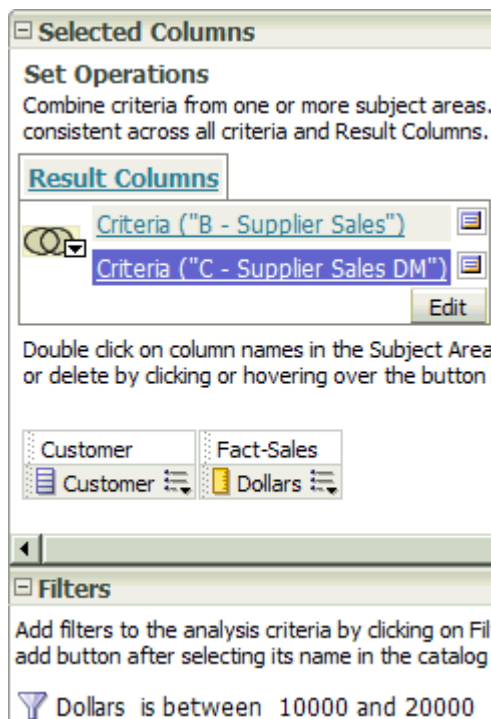 Selected Columns
Set Operations
Combine criteria from one or more subject areas.
consistent across all criteria and Result Columns.
Result Columns
Criteria ("B - Supplier Sales")
Criteria ("C - Supplier Sales DM")
Edit
Double click on column names in the Subject Area
or delete by clicking or hovering over the button
Customer Fact-Sales
Customer Dollars
Filters
Add filters to the analysis criteria by clicking on Fil
add button after selecting its name in the catalog
Dollars is between 10000 and 20000